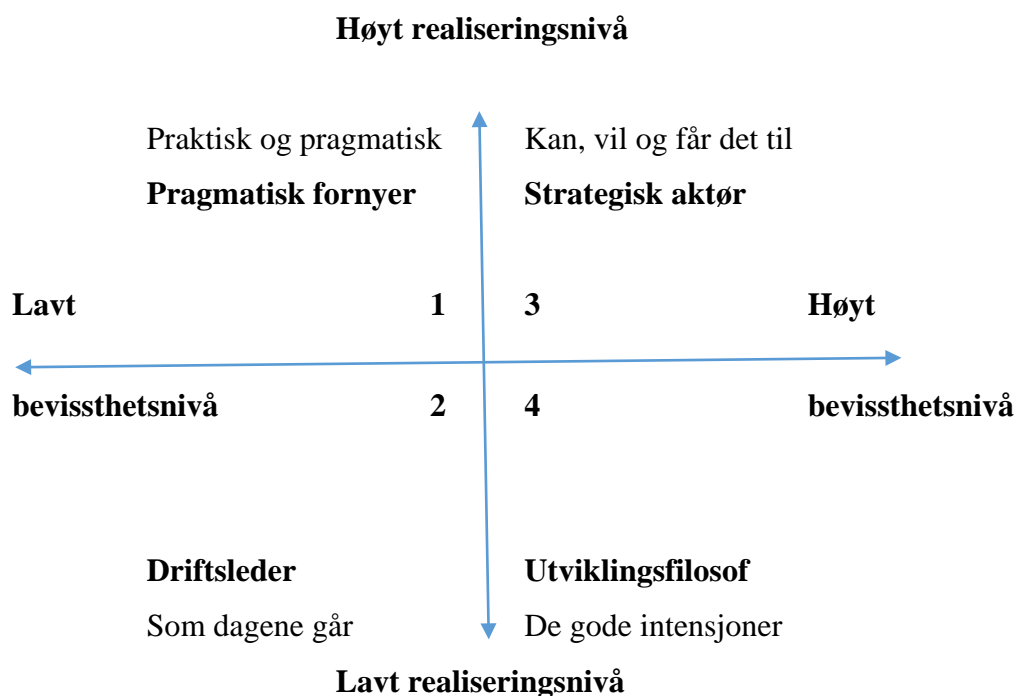 Høyt realiseringsnivå
Praktisk og pragmatisk Kan, vil og får det til
Pragmatisk fornyer Strategisk aktør
Lavt 1 3 Høyt
bevissthetsnivå 2 4 bevissthetsnivå
Driftsleder Utviklingsfilosof
Som dagene går De gode intensjoner
Lavt realiseringsnivå